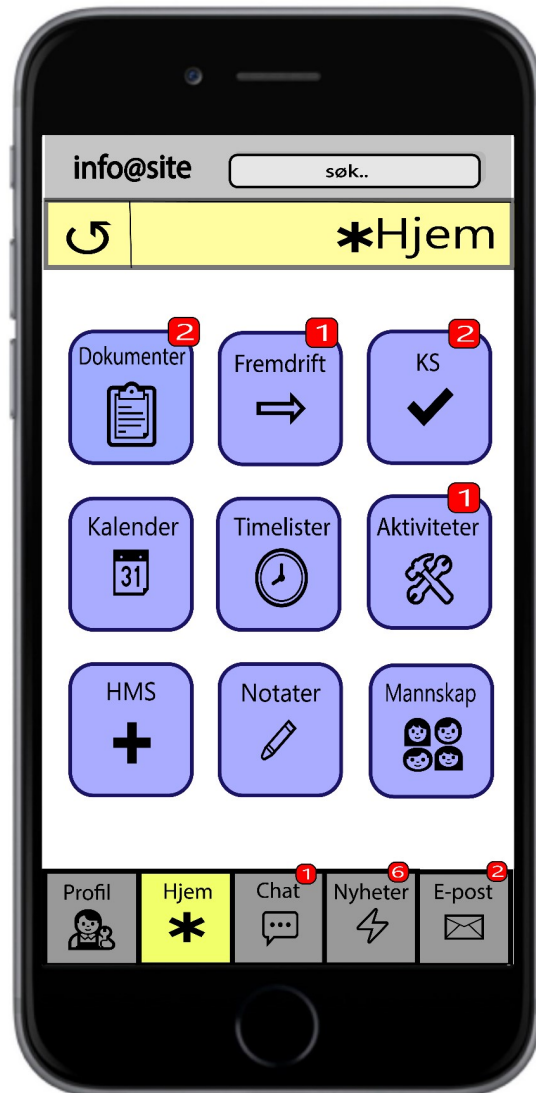 info@site
søk..
*Hjem
2
1
2
Dokumenter
Fremdrift
KS
1
Kalender
Timelister
Aktiviteter
31
HMS
Notater
Mannskap
1
6
2
Profil
Hjem
Chat
Nyheter
E-post